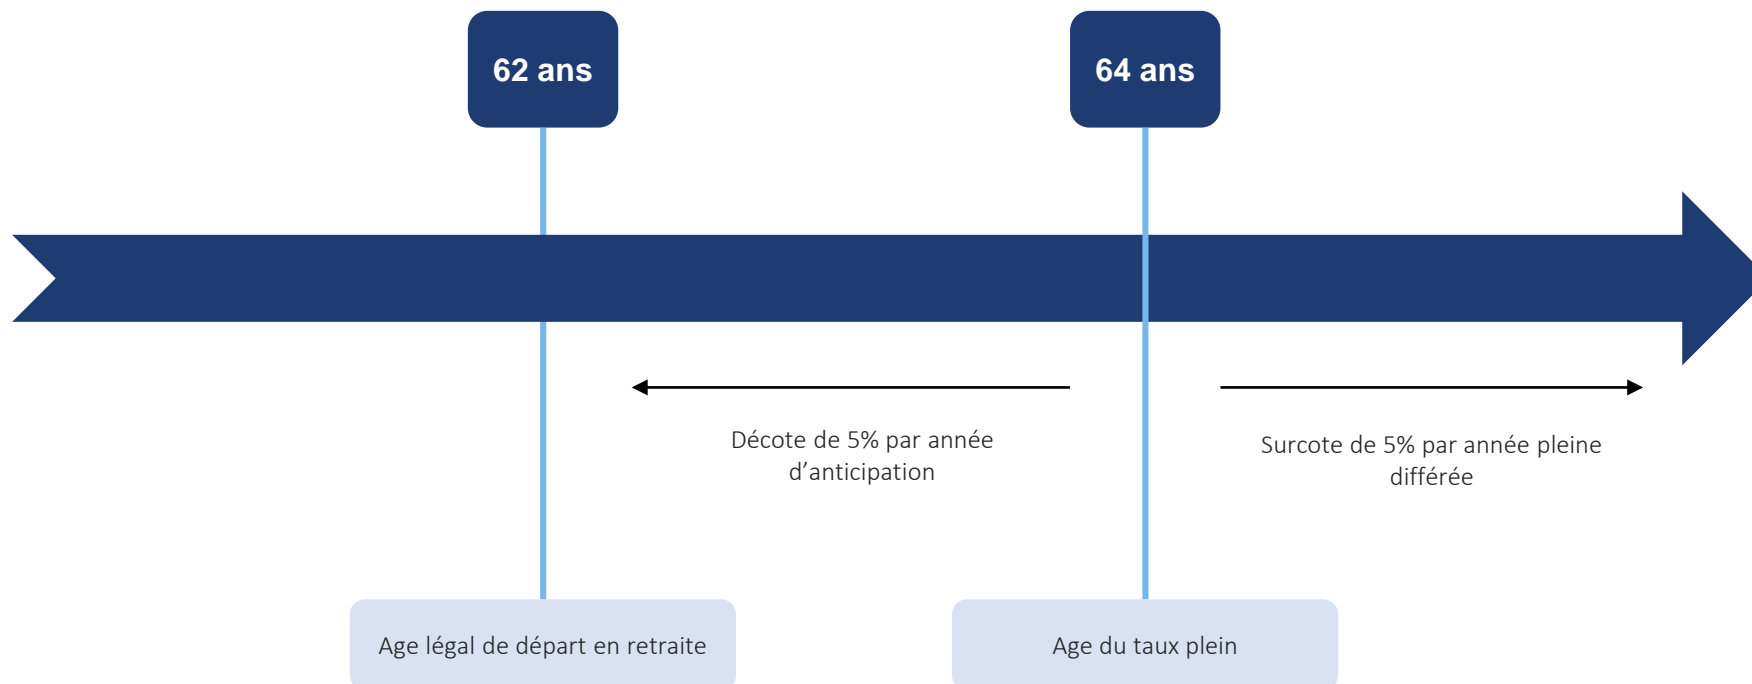 62 ans
64 ans
Décote de 5% par année
d’anticipation
Surcote de 5% par année pleine
différée
Age légal de départ en retraite
Age du taux plein